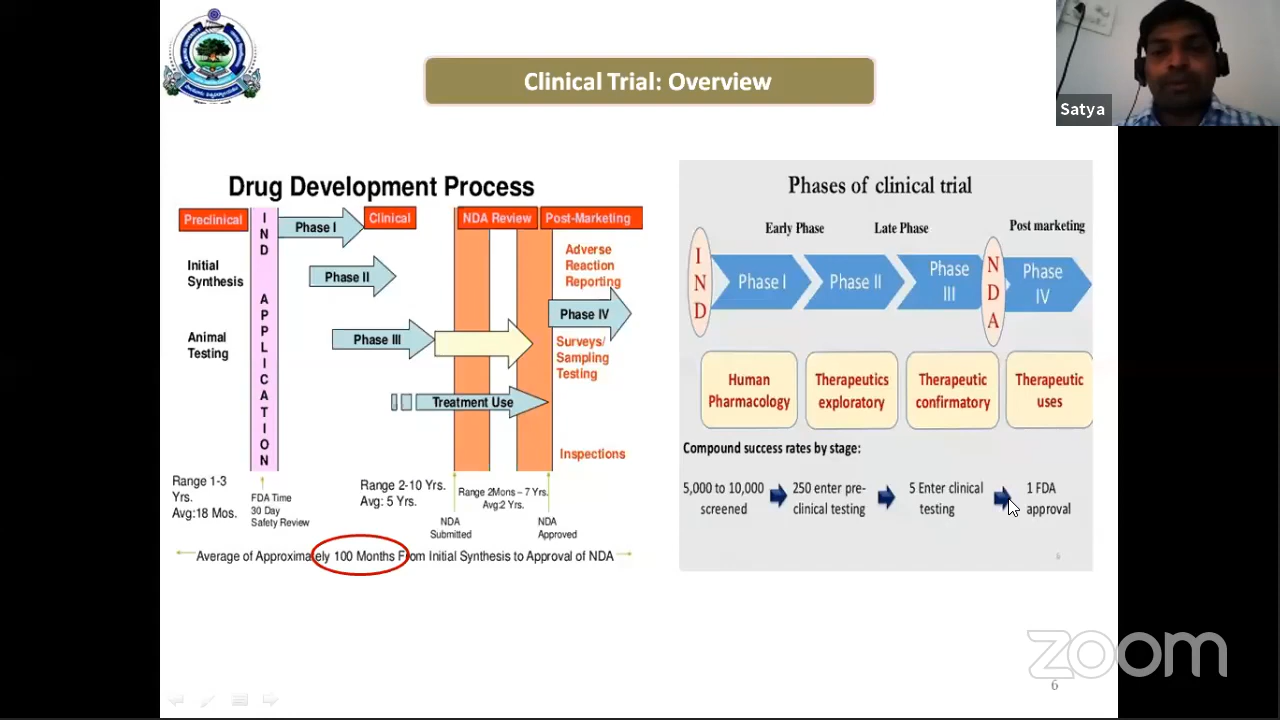 Clinical Trial: Overview
Satya
Drug Development Process
Preclinical
IND APPLICATION
Phase I
Clinical
NDA Review
Post-Marketing
Initial
Synthesis
Phase II
Adverse
Reaction
Reporting
Animal
Testing
Phase III
Phase IV
Surveys/
Sampling
Testing
Treatment Use
Inspections
Range 1-3
Yrs.
Avg:18 Mos.
FDA Time
30 Day
Safety Review
Range 2-10 Yrs.
Avg: 5 Yrs.
Range 2Mons – 7 Yrs.
Avg:2 Yrs.
NDA
Submitted
NDA
Approved
Average of Approximately 100 Months From Initial Synthesis to Approval of NDA
Phases of clinical trial
Early Phase
Late Phase
Post marketing
IND
Phase I
Phase II
Phase
III
NDA
Phase
IV
Human
Pharmacology
Therapeutics
exploratory
Therapeutic
confirmatory
Therapeutic
uses
Compound success rates by stage:
5,000 to 10,000
screened
250 enter pre-
clinical testing
5 Enter clinical
testing
1 FDA
approval
6
zoom
6